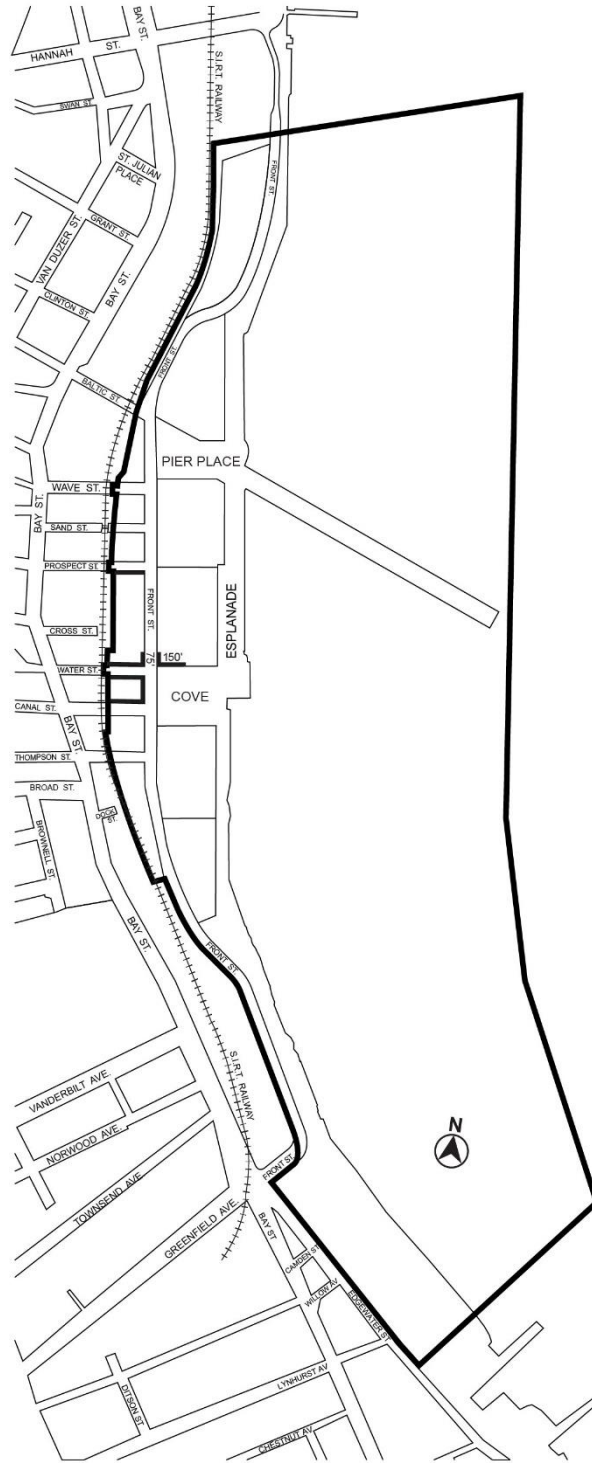 BAY ST.
BAY ST.
HANNAH
ST.
S.I.R.T. RAILWAY
SWAN ST.
ST. JULIAN
PLACE
FRONT ST.
GRANT ST.
VAN DUZER ST.
BAY ST.
CLINTON ST.
FRONT ST.
BALTIC ST.
PIER PLACE
WAVE ST.
BAY ST.
SAND ST.
PROSPECT ST.
FRONT ST.
ESPLANADE
CROSS ST.
75'
150'
WATER ST.
COVE
CANAL ST.
BAY ST.
THOMPSON ST.
BROAD ST.
DOCK
ST.
BROWNELL ST.
BAY ST.
FRONT ST.
S.I.R.T. RAILWAY
VANDERBILT AVE.
N
NORWOOD AVE.
FRONT ST.
TOWNSEND AVE.
GREENFIELD AVE.
BAY ST
CAMDEN ST.
WILLOW AV
EDGEWATER ST.
LYNHURST AV
DITSON ST
CHESTNUT AV